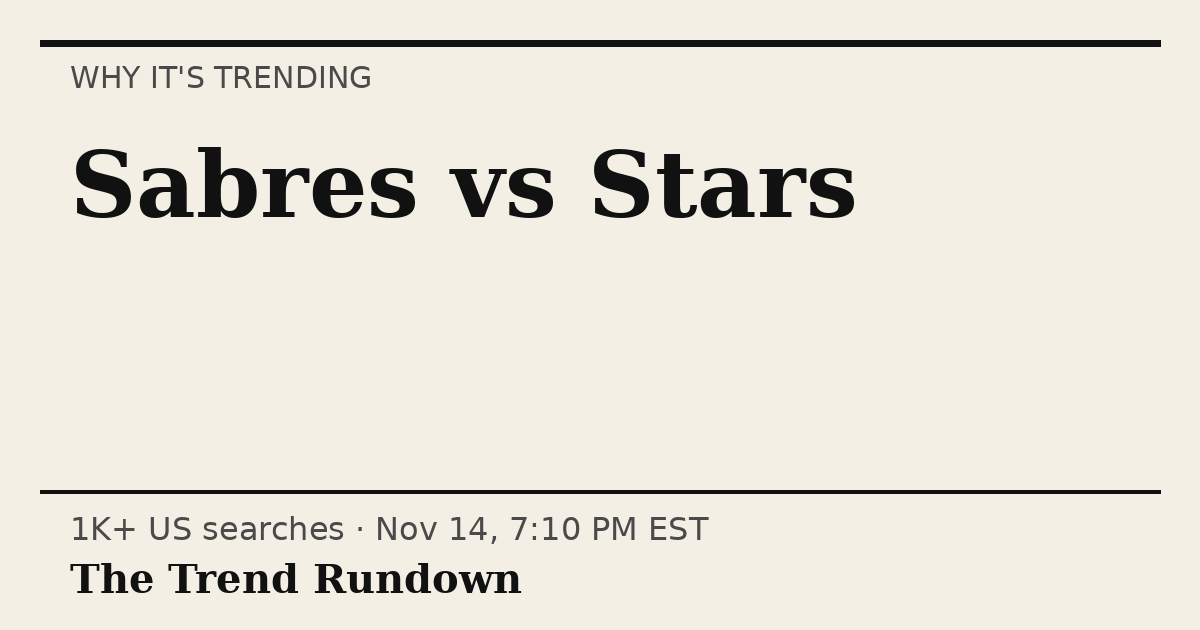 WHY IT'S TRENDING
Sabres vs Stars
1K+ US searches · Nov 14, 7:10 PM EST
The Trend Rundown